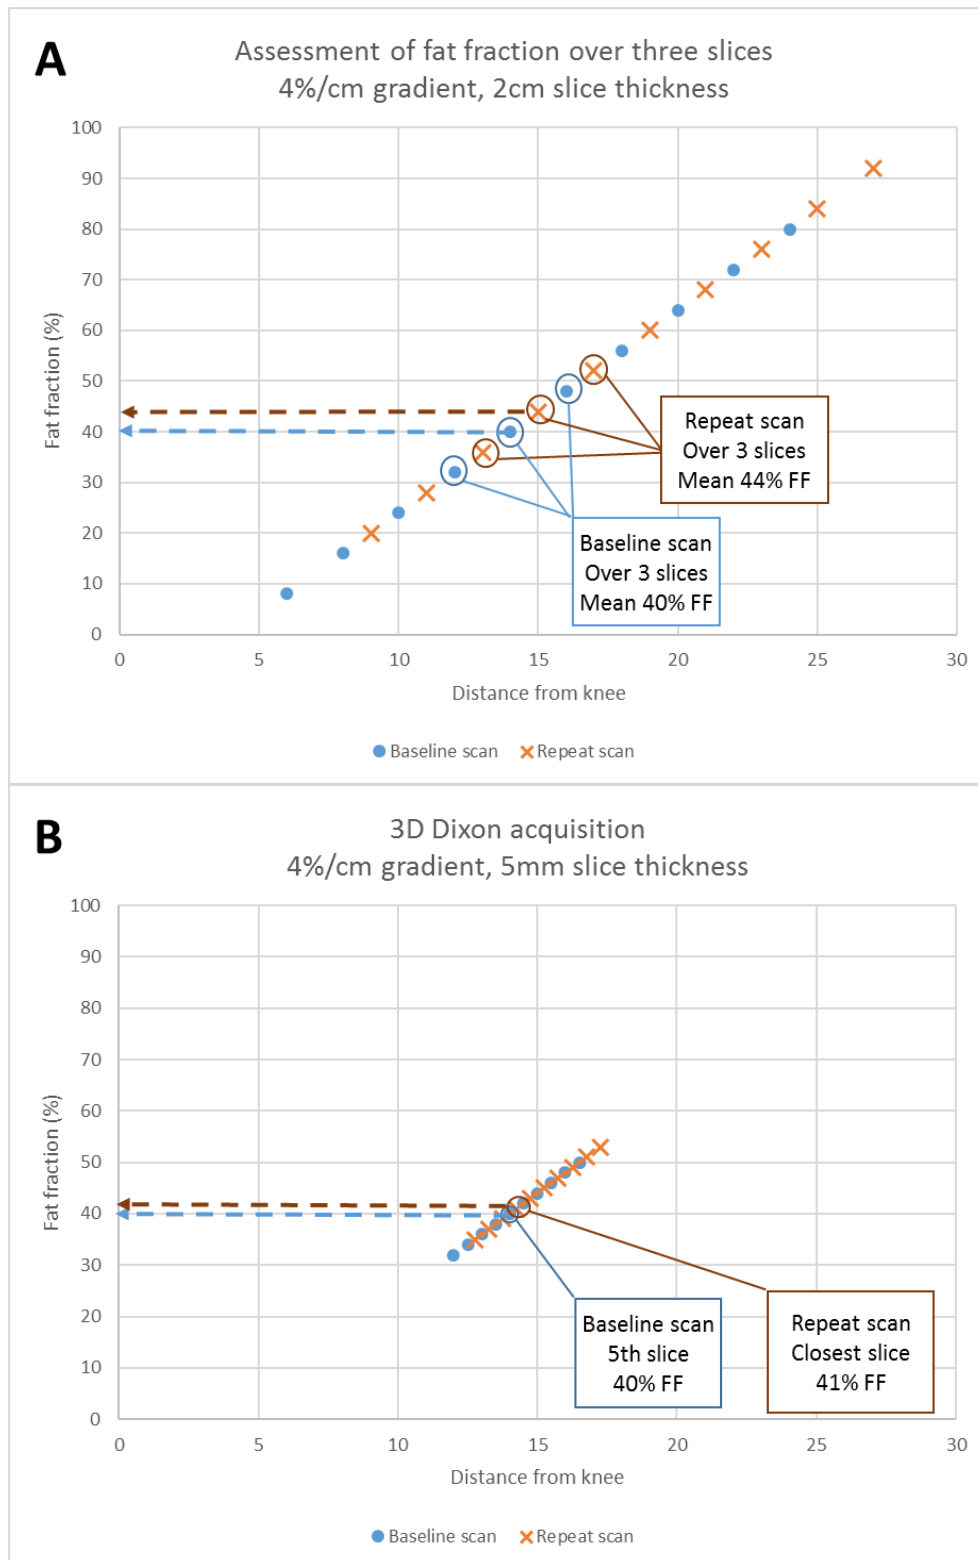 A
Assessment of fat fraction over three slices
4%/cm gradient, 2cm slice thickness
100
90
80
70
60
50
40
30
20
10
0
Fat fraction (%)
Repeat scan
Over 3 slices
Mean 44% FF
Baseline scan
Over 3 slices
Mean 40% FF
0 5 10 15 20 25 30
Distance from knee
Baseline scan Repeat scan
B
3D Dixon acquisition
4%/cm gradient, 5mm slice thickness
100
90
80
70
60
50
40
30
20
10
0
Fat fraction (%)
Baseline scan
5th slice
40% FF
Repeat scan
Closest slice
41% FF
0 5 10 15 20 25 30
Distance from knee
Baseline scan Repeat scan